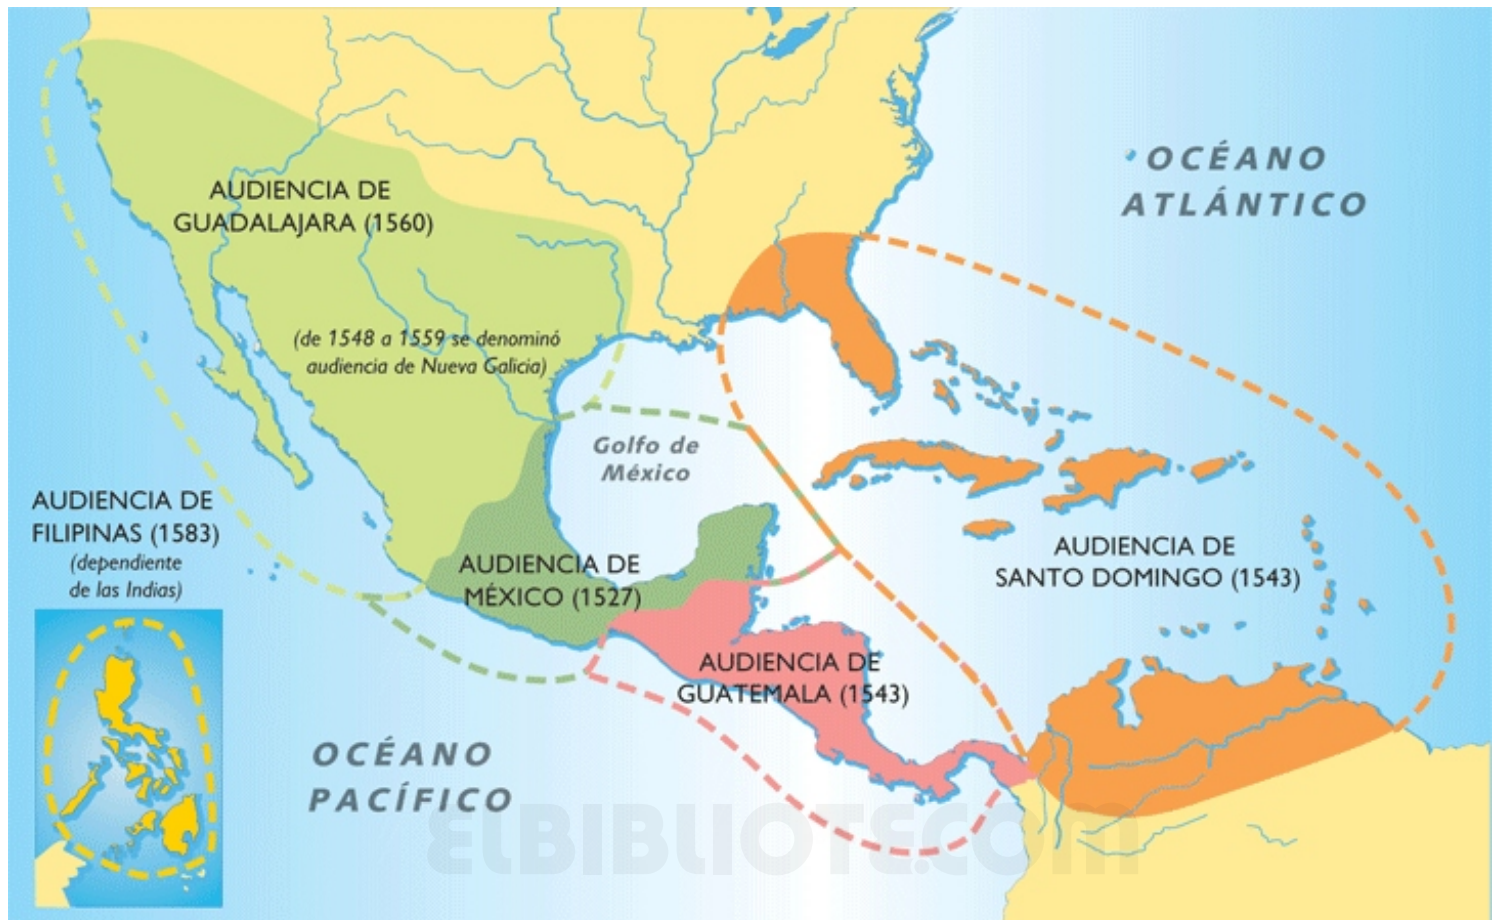 OCÉANO
ATLÁNTICO
AUDIENCIA DE
GUADALAJARA (1560)
(de 1548 a 1559 se denominó
audiencia de Nueva Galicia)
Golfo de
México
AUDIENCIA DE
FILIPINAS (1583)
(dependiente
de las Indias)
AUDIENCIA DE
MÉXICO (1527)
AUDIENCIA DE
SANTO DOMINGO (1543)
AUDIENCIA DE
GUATEMALA (1543)
OCÉANO
PACÍFICO
ELBIBLIOTE.COM